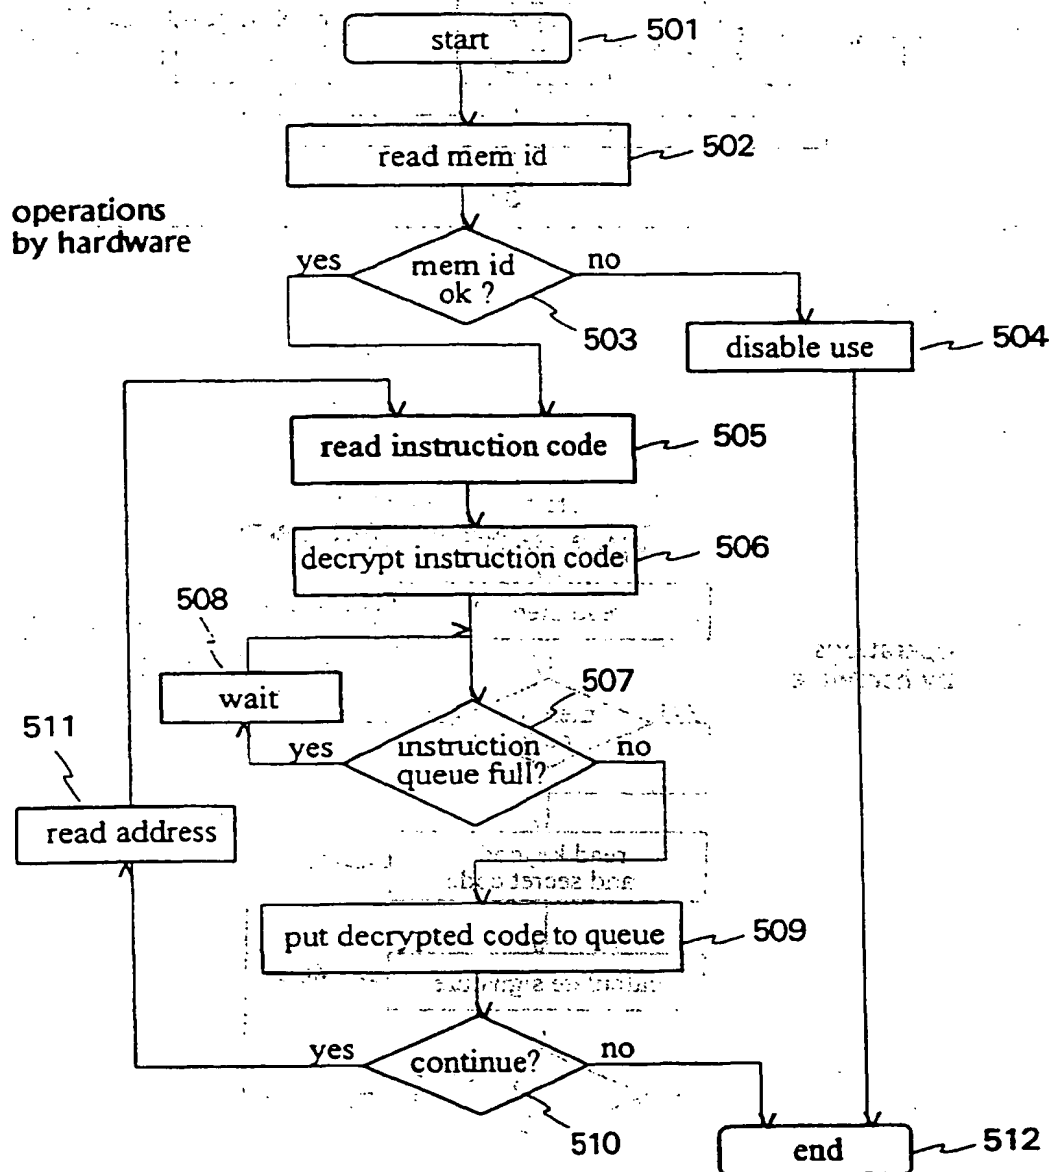 start
501
read mem id
502
operations
by hardware
yes
mem id
ok ?
no
503
disable use
504
read instruction code
505
decrypt instruction code
506
508
wait
507
511
yes
instruction
queue full?
no
read address
put decrypted code to queue
509
yes
continue?
no
510
end
512